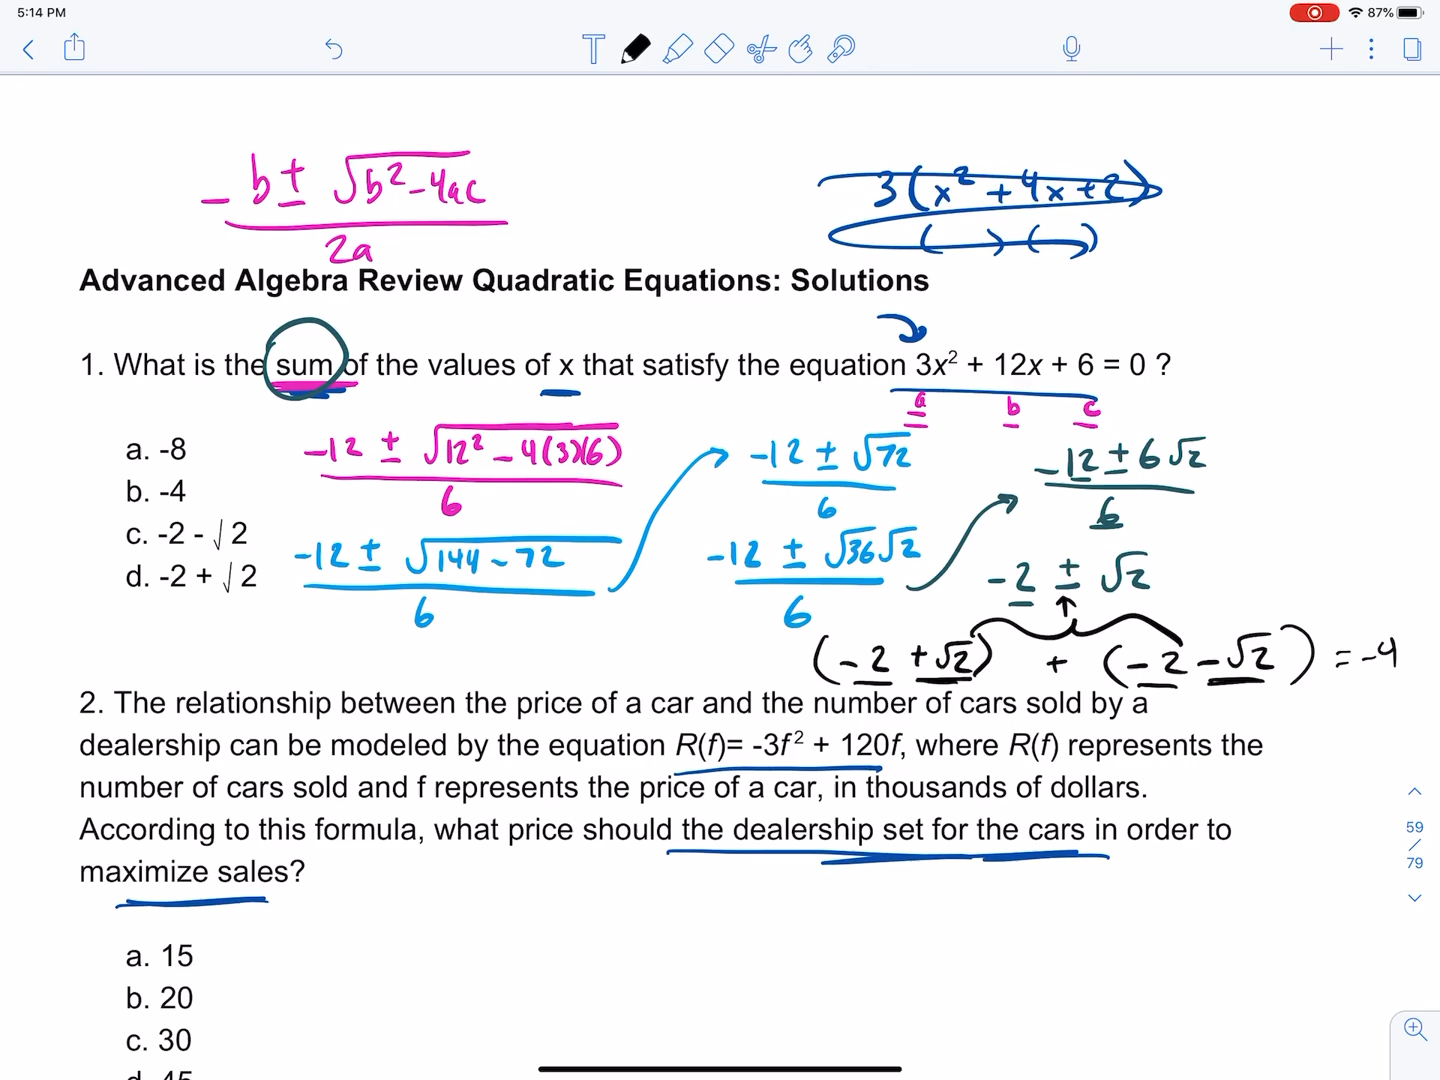 5:14 PM
87%
T
-b ± √b² - 4ac
2a
3(x² + 4x + 2)
( ) ( )
Advanced Algebra Review Quadratic Equations: Solutions
1. What is the sum of the values of x that satisfy the equation 3x² + 12x + 6 = 0 ?
a b c
a. -8
b. -4
c. -2 - √2
d. -2 + √2
-12 ± √12² - 4(3)(6)
6
-12 ± √144 - 72
6
-12 ± √72
6
-12 ± √36√2
6
-12 ± 6√2
6
-2 ± √2
(-2 + √2) + (-2 - √2) = -4
2. The relationship between the price of a car and the number of cars sold by a
dealership can be modeled by the equation R(f)= -3f² + 120f, where R(f) represents the
number of cars sold and f represents the price of a car, in thousands of dollars.
According to this formula, what price should the dealership set for the cars in order to
maximize sales?
a. 15
b. 20
c. 30
59
/
79